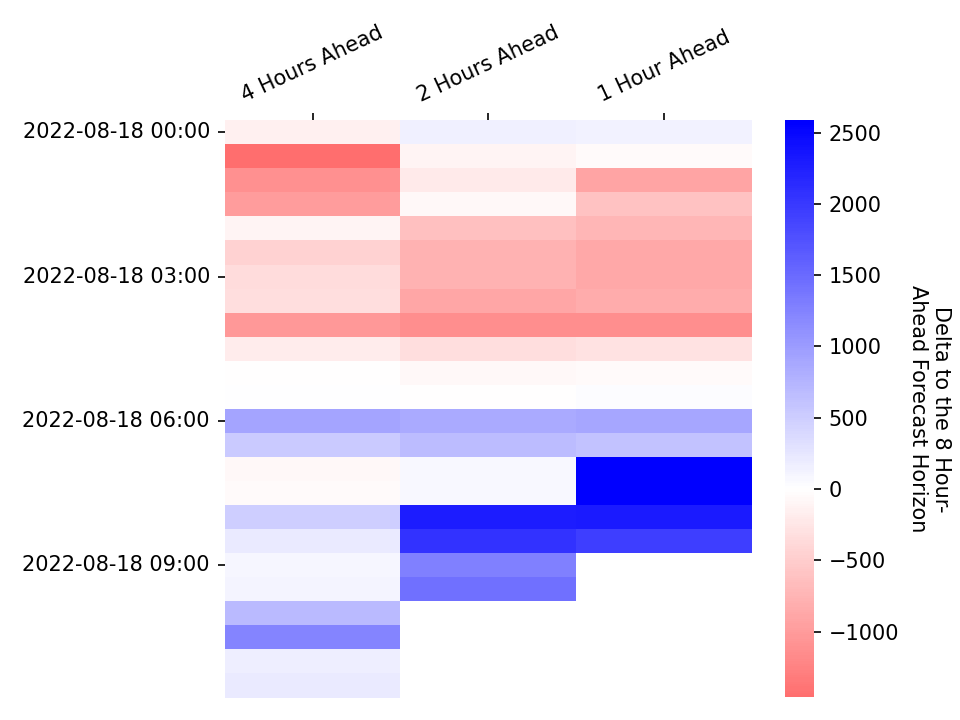 4 Hours Ahead
2 Hours Ahead
1 Hour Ahead
2022-08-18 00:00
2022-08-18 03:00
2022-08-18 06:00
2022-08-18 09:00
2500
2000
1500
1000
500
0
−500
−1000
Delta to the 8 Hour-
Ahead Forecast Horizon